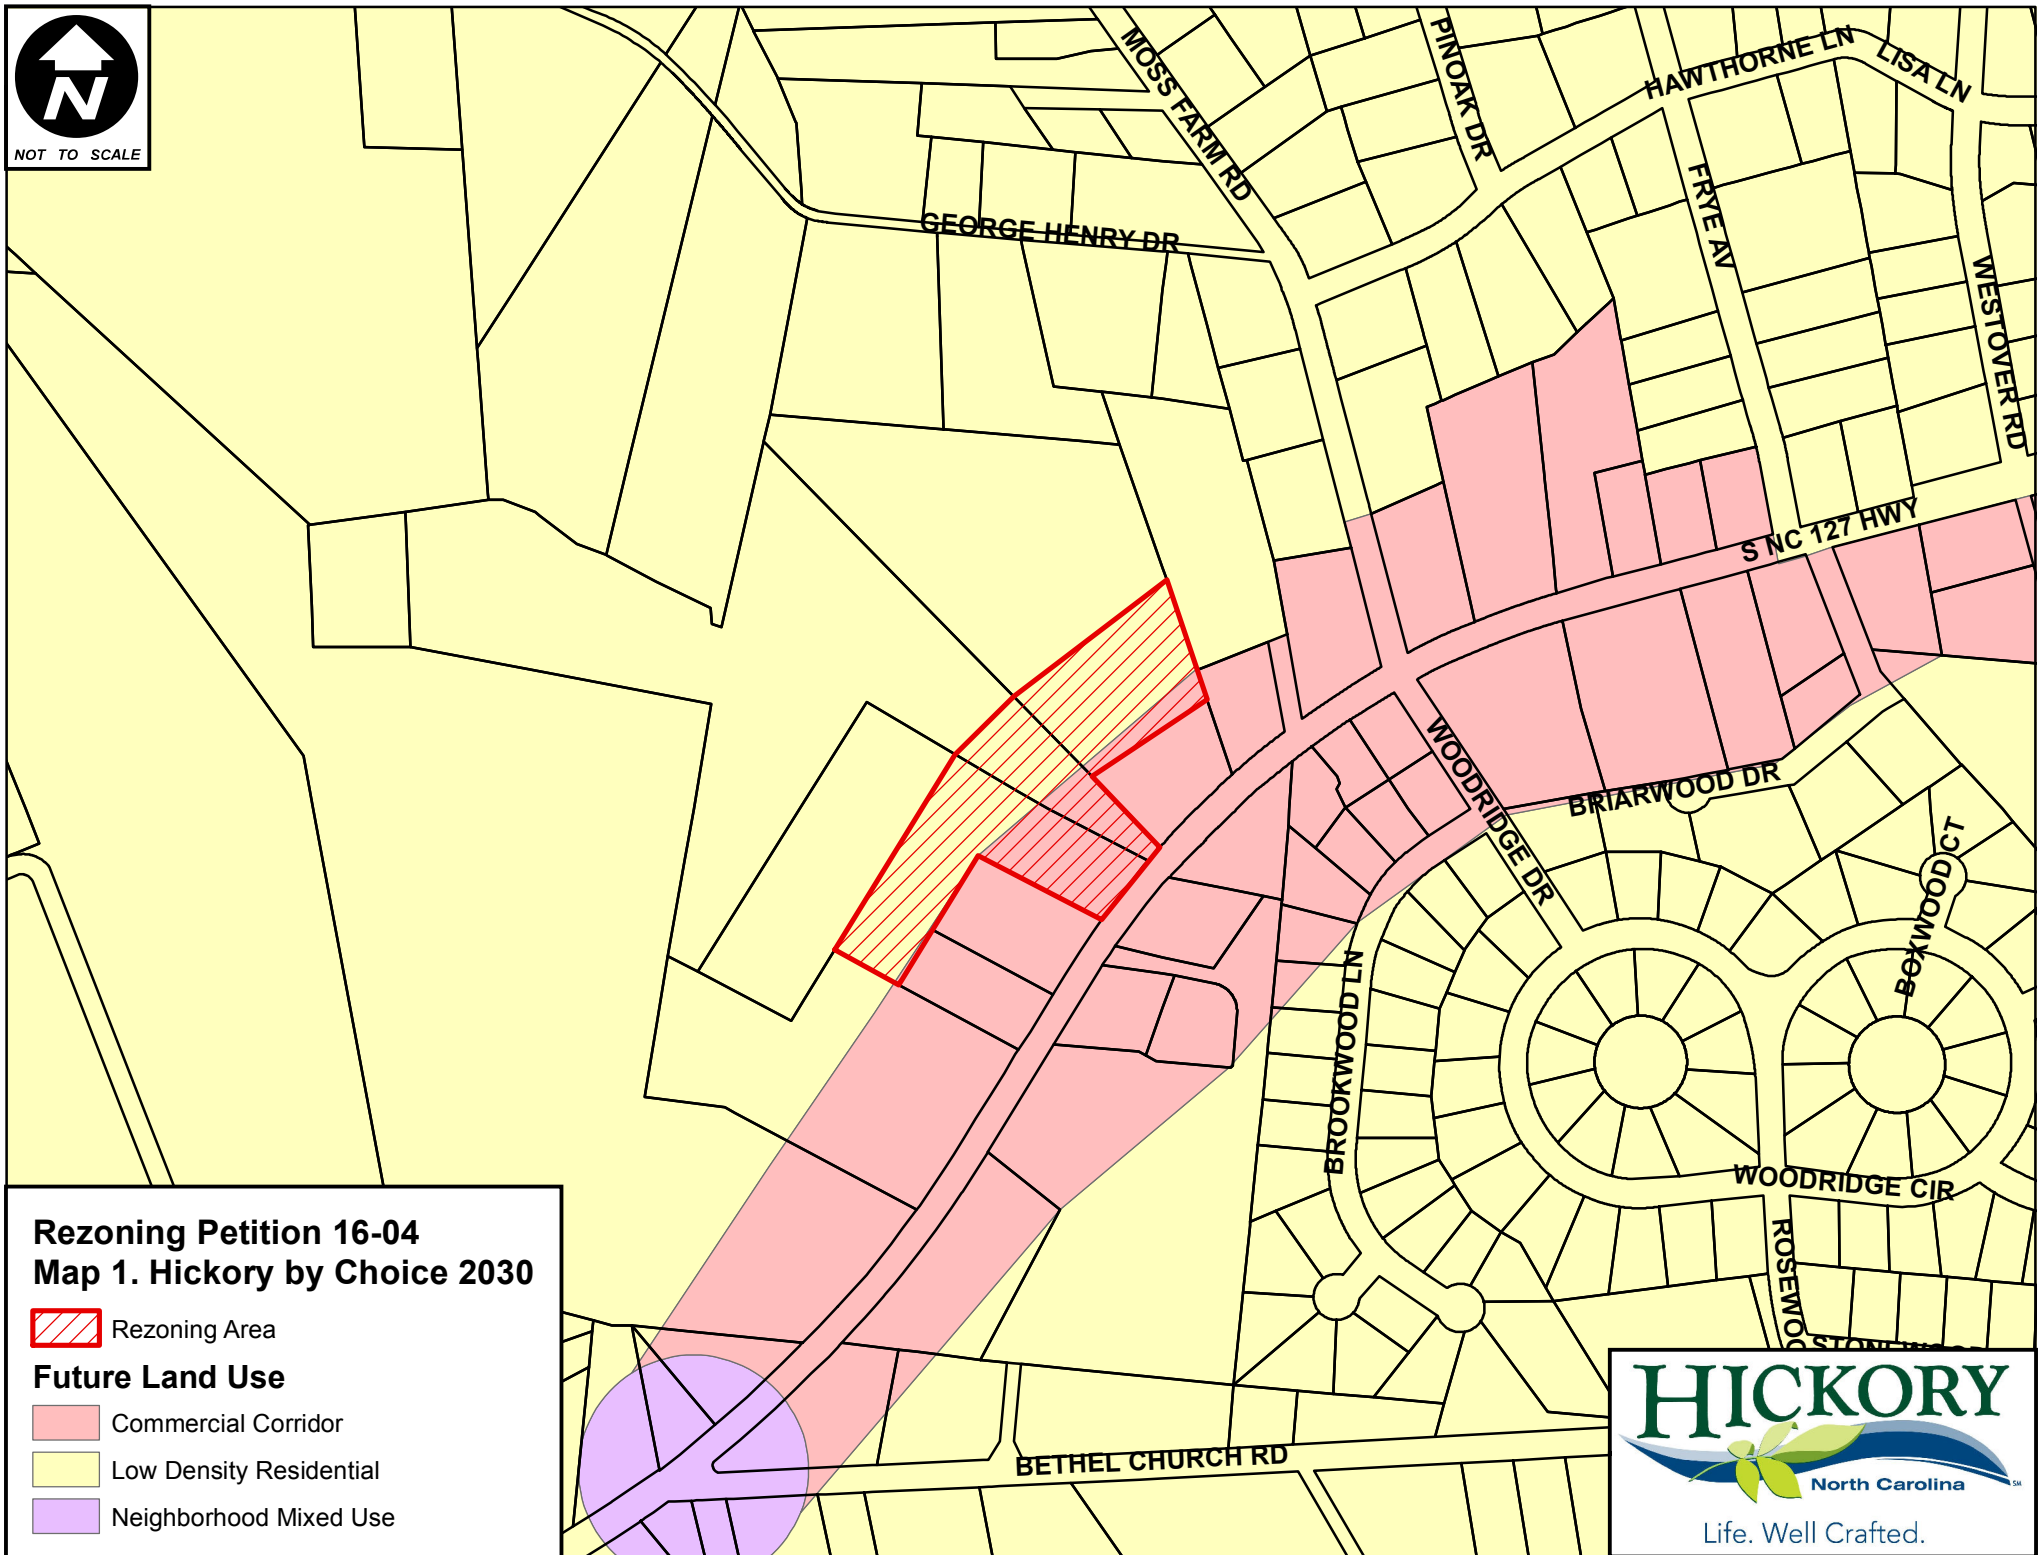 NOT TO SCALE
MOSS FARM RD
PINOAK DR
HAWTHORNE LN
LISA LN
GEORGE HENRY DR
FRYE AV
WESTOVER RD
S NC 127 HWY
WOODRIDGE DR
BRIARWOOD DR
BOXWOOD CT
BROOKWOOD LN
WOODRIDGE CIR
ROSEWOO
BETHEL CHURCH RD
Rezoning Petition 16-04
Map 1. Hickory by Choice 2030
Rezoning Area
Future Land Use
Commercial Corridor
Low Density Residential
Neighborhood Mixed Use
HICKORY
North Carolina
SM
Life. Well Crafted.
N